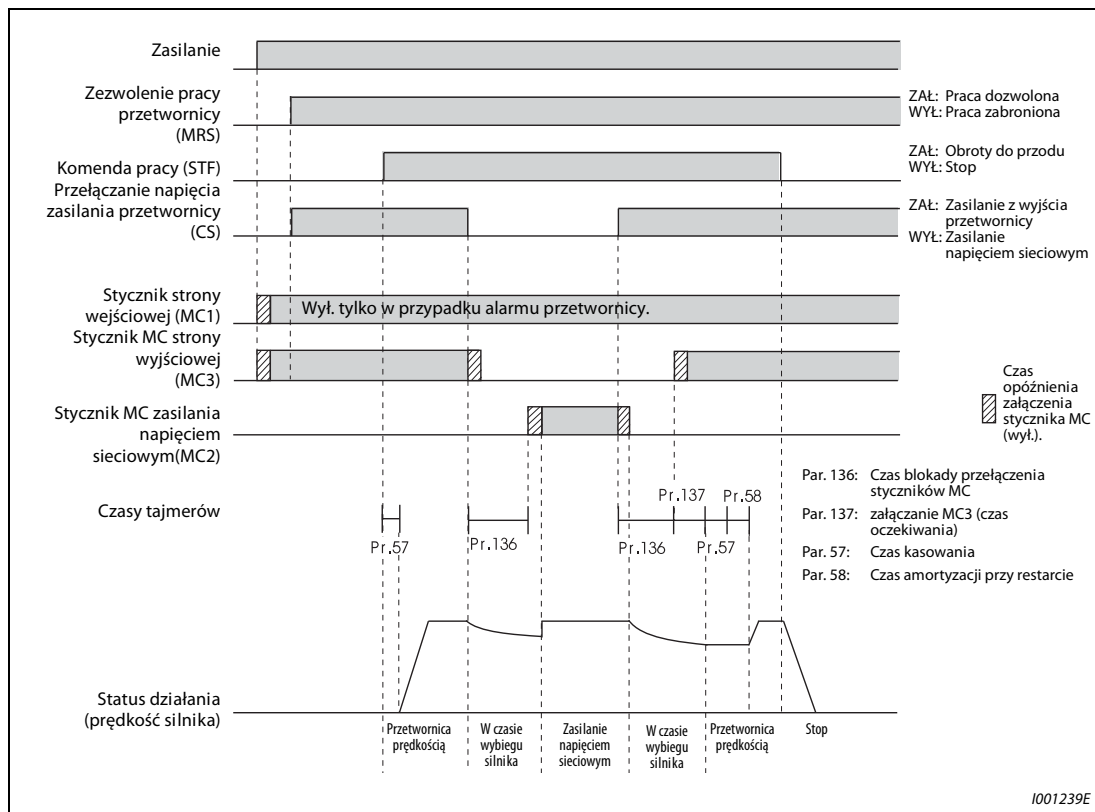 Zasilanie
Zezwolenie pracy
przetwornicy
(MRS)
ZAŁ: Praca dozwolona
WYŁ: Praca zabroniona
Komenda pracy (STF)
ZAŁ: Obroty do przodu
WYŁ: Stop
Przełączanie napięcia
zasilania przetwornicy
(CS)
ZAŁ: Zasilanie z wyjścia
przetwornicy
WYŁ: Zasilanie
napięciem sieciowym
Stycznik strony
wejściowej (MC1)
Wył. tylko w przypadku alarmu przetwornicy.
Stycznik MC strony
wyjściowej
(MC3)
Czas
opóźnienia
załączenia
stycznika MC
(wył.).
Stycznik MC zasilania
napięciem
sieciowym(MC2)
Czasy tajmerów
Pr.57
Pr.136
Pr.136
Pr.137
Pr.57
Pr.58
Par. 136: Czas blokady przełączenia
styczników MC
Par. 137: załączanie MC3 (czas
oczekiwania)
Par. 57: Czas kasowania
Par. 58: Czas amortyzacji przy restarcie
Status działania
(prędkość silnika)
Przetwornica
prędkością
W czasie
wybiegu
silnika
Zasilanie
napięciem
sieciowym
W czasie
wybiegu
silnika
Przetwornica
prędkością
Stop
I001239E